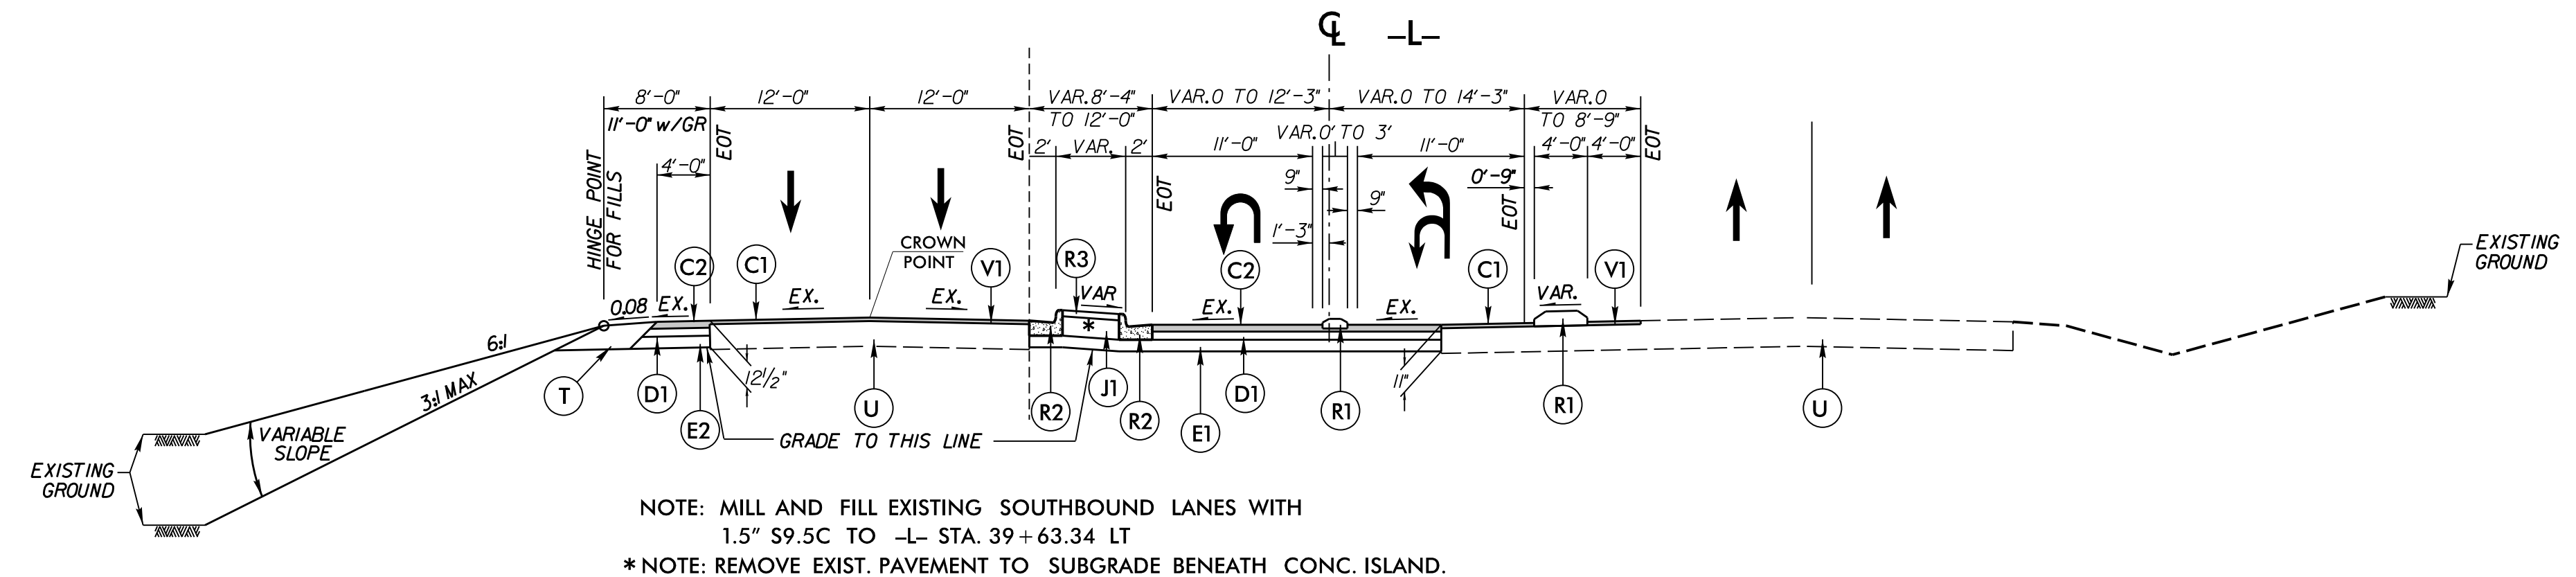 ℄ -L-
8'-0" 12'-0" 12'-0" VAR.8'-4" VAR.0 TO 12'-3" VAR.0 TO 14'-3" VAR.0
11'-0" w/GR TO 12'-0" TO 8'-9"
VAR.0' TO 3'
2' VAR. 2' 11'-0" 11'-0" 4'-0" 4'-0"
4'-0"
EOT EOT EOT EOT EOT
HINGE POINT
FOR FILLS
9" 0'-9"
9"
1'-3"
CROWN
POINT
EXISTING
GROUND
C2 C1 V1 R3 C2 C1 V1
0.08 EX. EX. EX. VAR EX. EX. VAR.
*
6:1
3:1 MAX
12½" 11"
T D1 E2 U R2 J1 R2 E1 D1 R1 R1 U
GRADE TO THIS LINE
VARIABLE
SLOPE
EXISTING
GROUND
NOTE: MILL AND FILL EXISTING SOUTHBOUND LANES WITH
1.5" S9.5C TO -L- STA. 39+63.34 LT
* NOTE: REMOVE EXIST. PAVEMENT TO SUBGRADE BENEATH CONC. ISLAND.